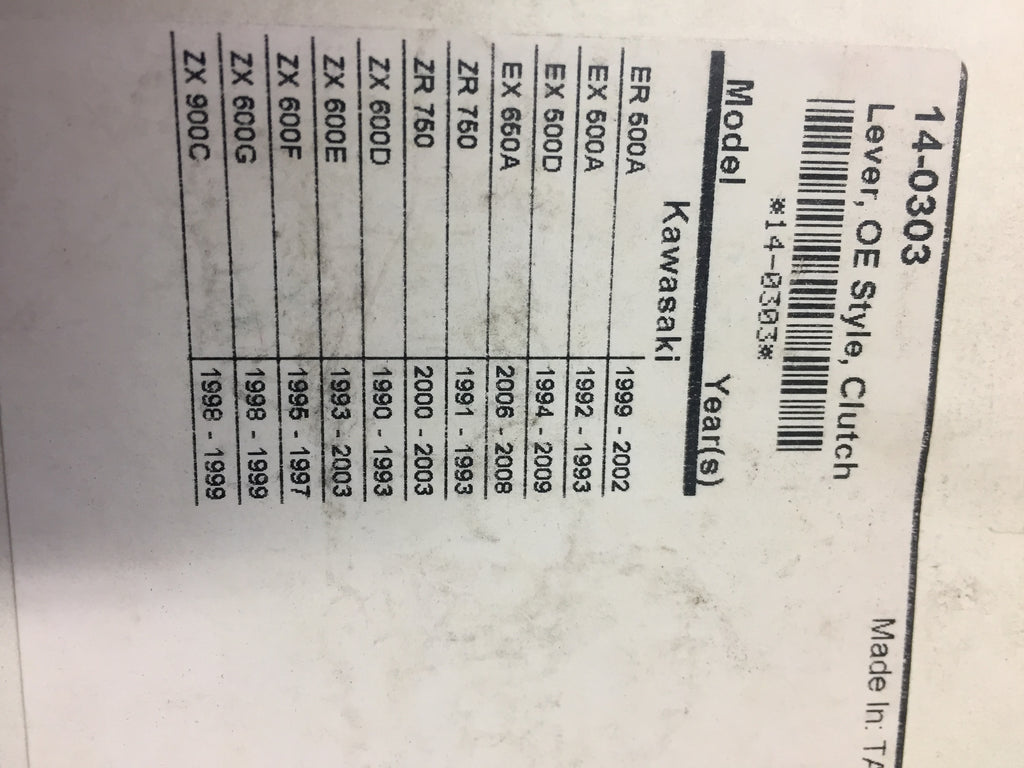 14-0303
Lever, OE Style, Clutch
Made In: TA
*14-0303*
Model Year(s)
Kawasaki
ER 500A 1999 - 2002
EX 500A 1992 - 1993
EX 500D 1994 - 2009
EX 650A 2006 - 2008
ZR 750 1991 - 1993
ZR 750 2000 - 2003
ZX 600D 1990 - 1993
ZX 600E 1993 - 2003
ZX 600F 1995 - 1997
ZX 600G 1998 - 1999
ZX 900C 1998 - 1999